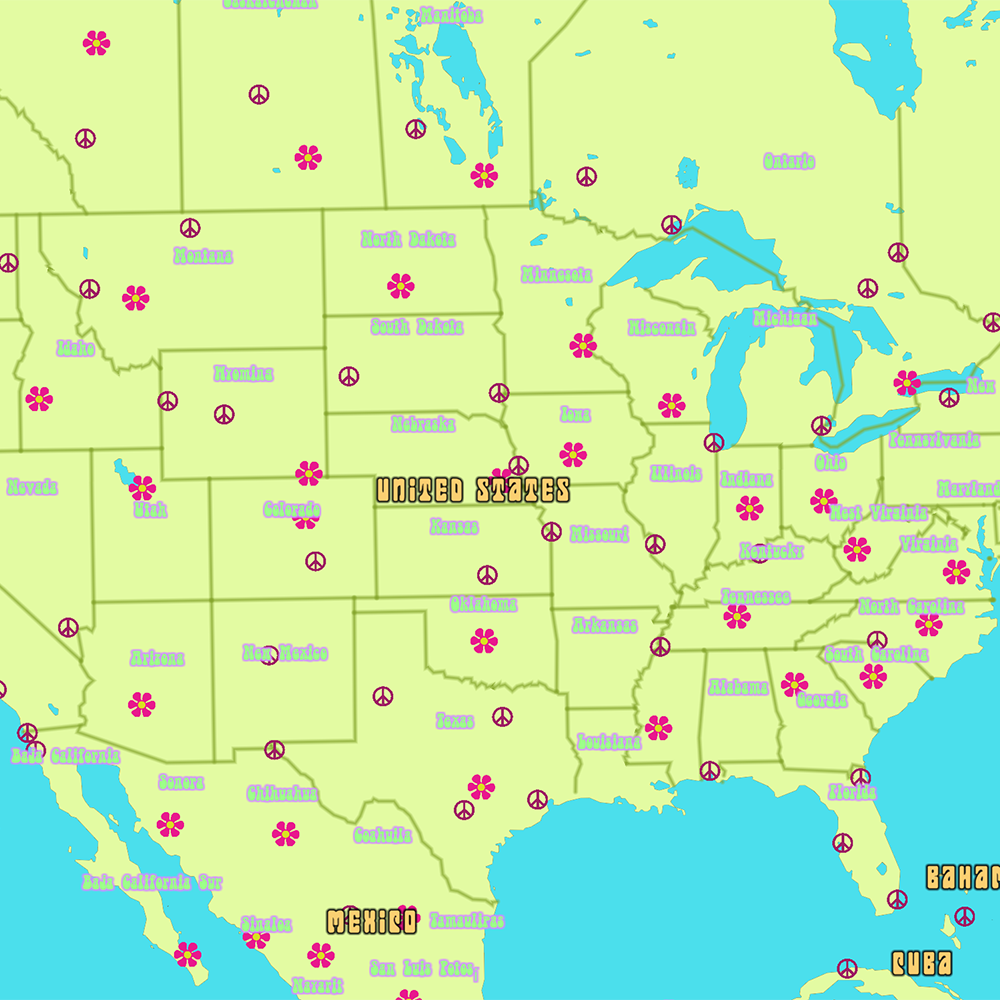 Saskatchewan
Manitoba
Ontario
North Dakota
Montana
Minnesota
Michigan
South Dakota
Wisconsin
Idaho
Wyoming
New
Iowa
Nebraska
Pennsylvania
Ohio
Nevada
Illinois
Indiana
UNITED STATES
Maryland
Utah
Colorado
West Virginia
Kansas
Missouri
Virginia
Kentucky
Tennessee
Oklahoma
North Carolina
Arkansas
New Mexico
Arizona
South Carolina
Alabama
Georgia
Texas
Louisiana
Baja California
Sonora
Chihuahua
Florida
Coahuila
BAHAM
Baja California Sur
Sinaloa
MEXICO
Tamaulipas
CUBA
San Luis Potos
Nayarit